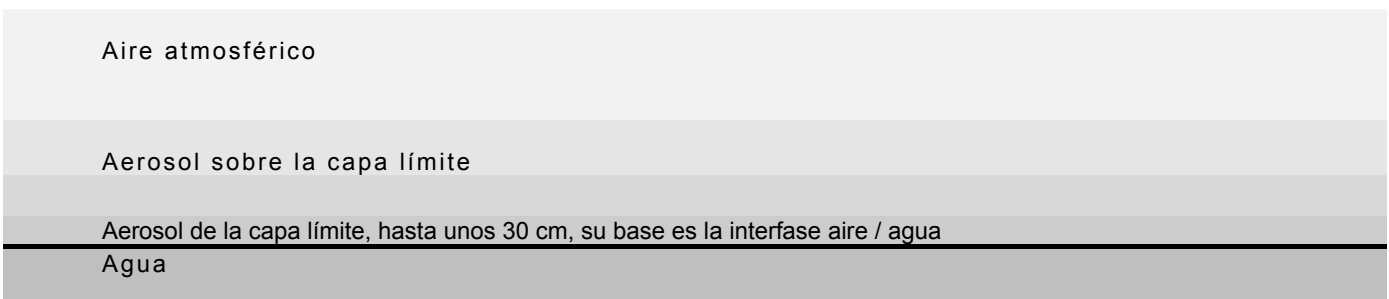 Aire atmosférico
Aerosol sobre la capa límite
Aerosol de la capa límite, hasta unos 30 cm, su base es la interfase aire / agua
Agua